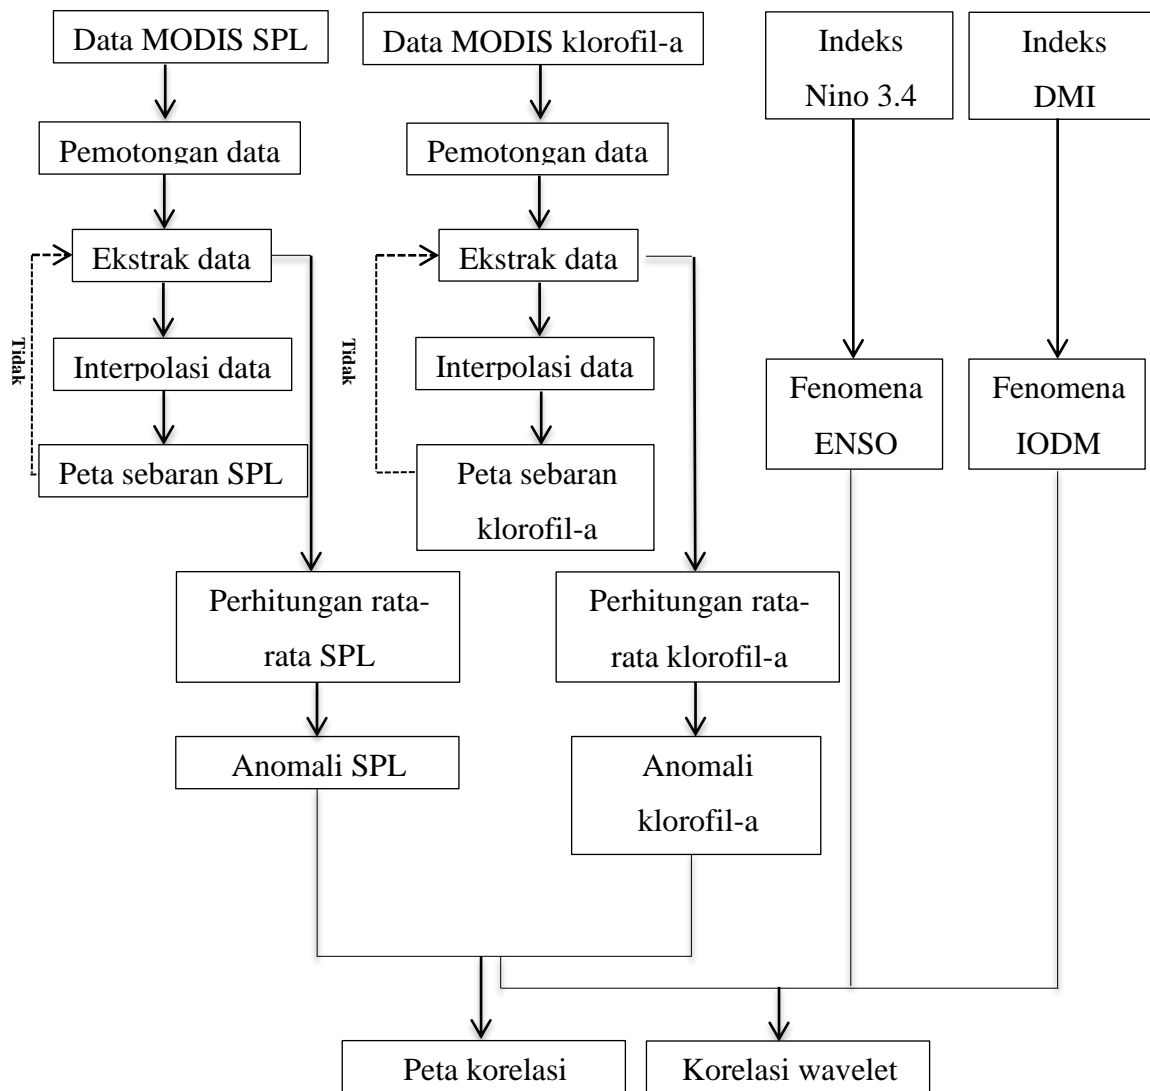 Data MODIS SPL
Data MODIS klorofil-a
Indeks
Nino 3.4
Indeks
DMI
Pemotongan data
Pemotongan data
Ekstrak data
Ekstrak data
Tidak
Tidak
Interpolasi data
Interpolasi data
Fenomena
ENSO
Fenomena
IODM
Peta sebaran SPL
Peta sebaran
klorofil-a
Perhitungan rata-
rata SPL
Perhitungan rata-
rata klorofil-a
Anomali SPL
Anomali
klorofil-a
Peta korelasi
Korelasi wavelet